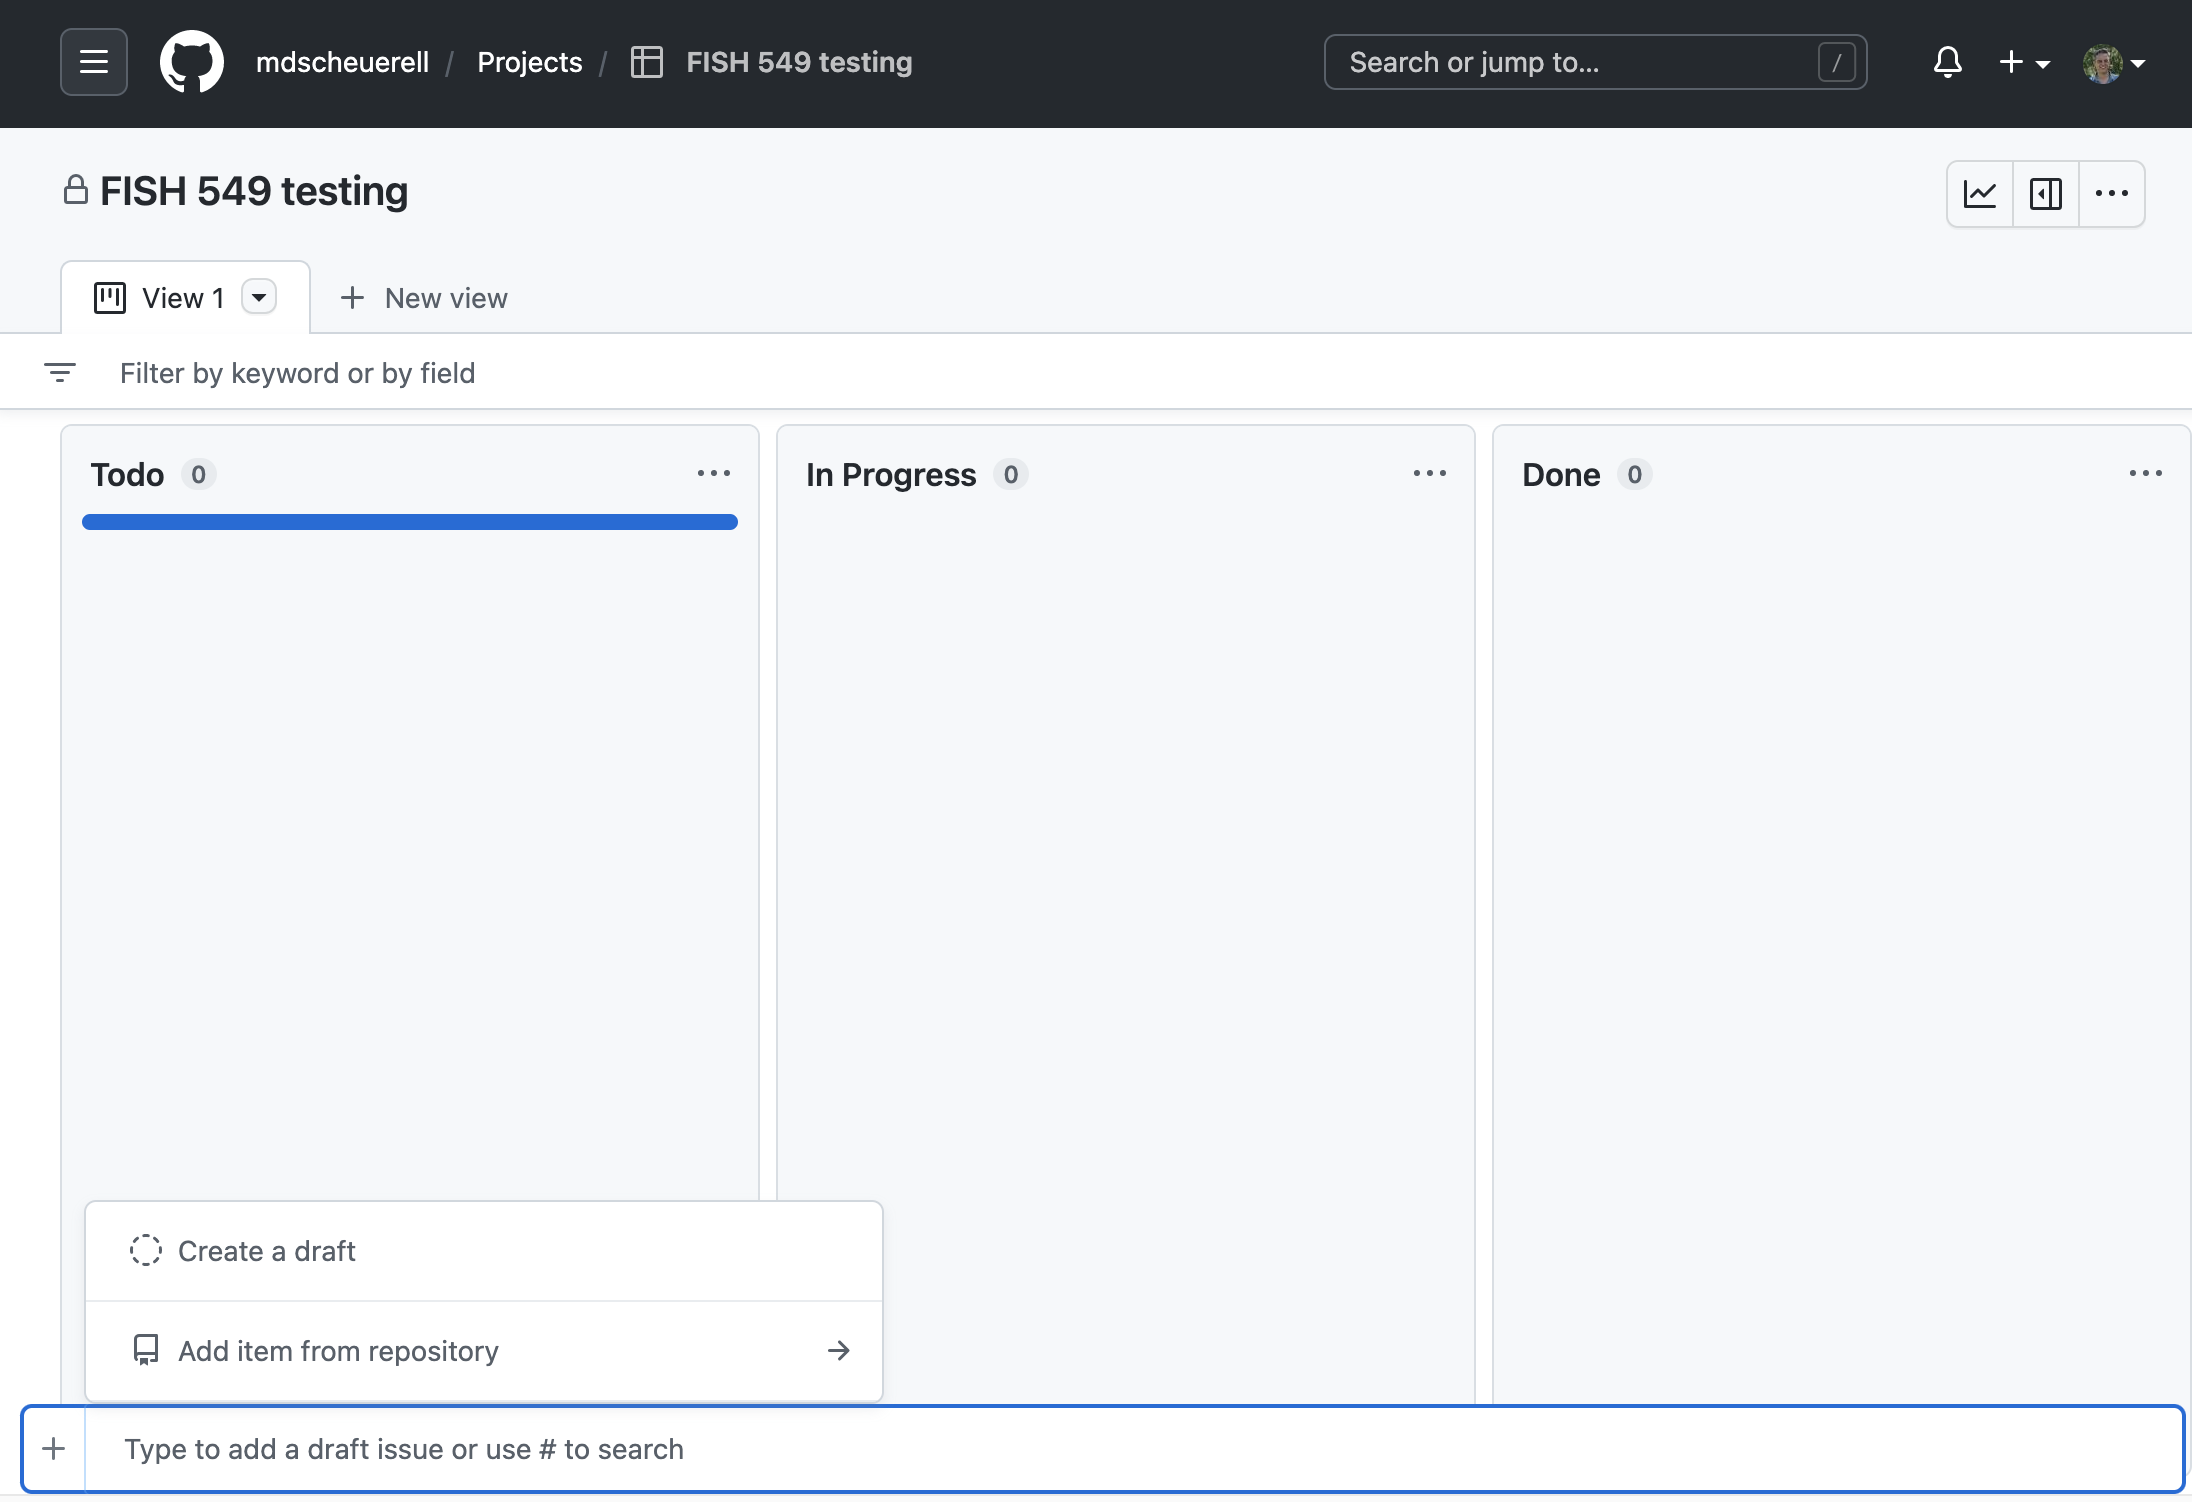 mdscheuerell / Projects / FISH 549 testing
Search or jump to... /
FISH 549 testing
View 1
New view
Filter by keyword or by field
Todo 0
In Progress 0
Done 0
Create a draft
Add item from repository
Type to add a draft issue or use # to search